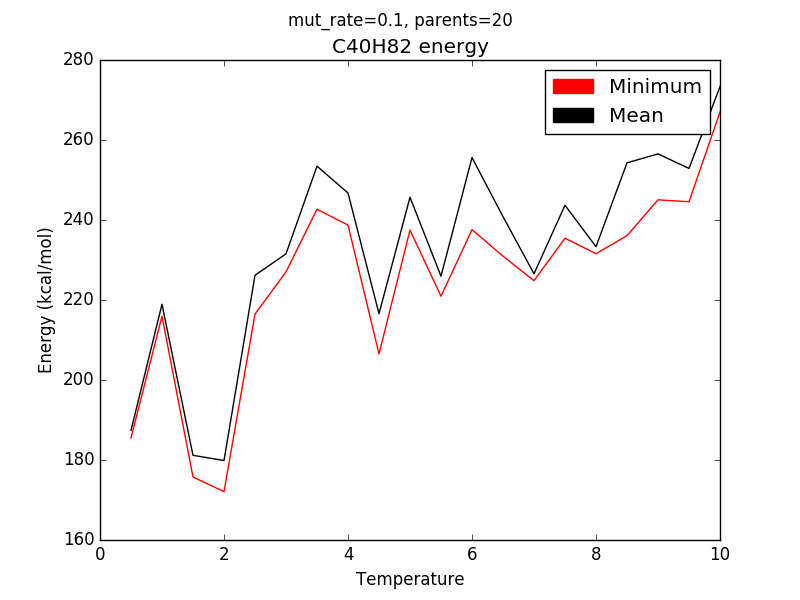 mut_rate=0.1, parents=20
C40H82 energy
280
260
240
220
200
180
160
Energy (kcal/mol)
Minimum
Mean
0
2
4
6
8
10
Temperature